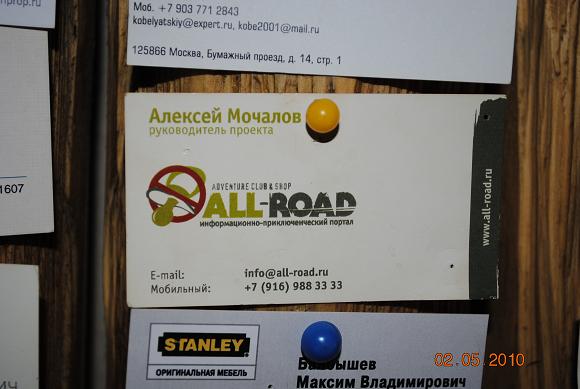 Моб. +7 903 771 2843
kobelyatskiy@expert.ru, kobe2001@mail.ru
125866 Москва, Бумажный проезд, д. 14, стр. 1
1607
Алексей Мочалов
руководитель проекта
ADVENTURE CLUB & SHOP
ALL-ROAD
информационно-приключенческий портал
E-mail: info@all-road.ru
Мобильный: +7 (916) 988 33 33
www.all-road.ru
STANLEY
ОРИГИНАЛЬНАЯ МЕБЕЛЬ
Максим Владимирович
02.05.2010